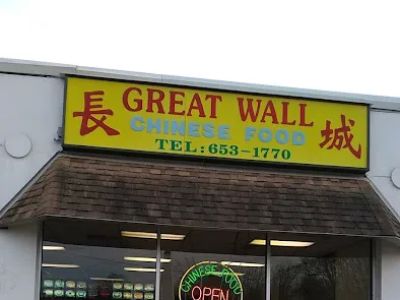 長 GREAT WALL 城
CHINESE FOOD
TEL:653-1770
CHINESE FOOD
OPEN